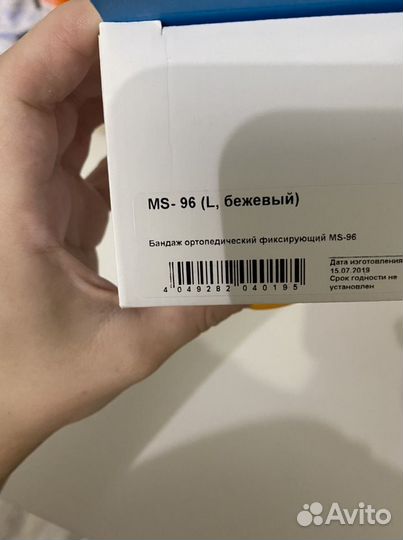 MS- 96 (L, бежевый)
Бандаж ортопедический фиксирующий MS-96
Дата изготовления
15.07.2019
Срок годности не
установлен
4 049282 040195
Avito